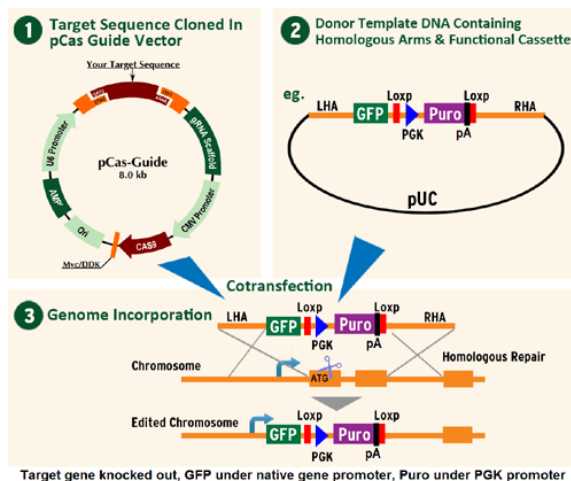 1 Target Sequence Cloned In
pCas Guide Vector
Your Target Sequence
U6 Promoter
gRNA Scaffold
pCas-Guide
8.0 kb
AMPr
CMV Promoter
Ori
CAS9
Myc/DDK
2 Donor Template DNA Containing
Homologous Arms & Functional Cassette
eg.
Loxp Loxp
LHA GFP Puro RHA
PGK pA
pUC
Cotransfection
3 Genome Incorporation
Loxp Loxp
LHA RHA
GFP Puro
PGK pA
Chromosome
Homologous Repair
ATG
Edited Chromosome
Loxp Loxp
GFP Puro
PGK pA
Target gene knocked out, GFP under native gene promoter, Puro under PGK promoter